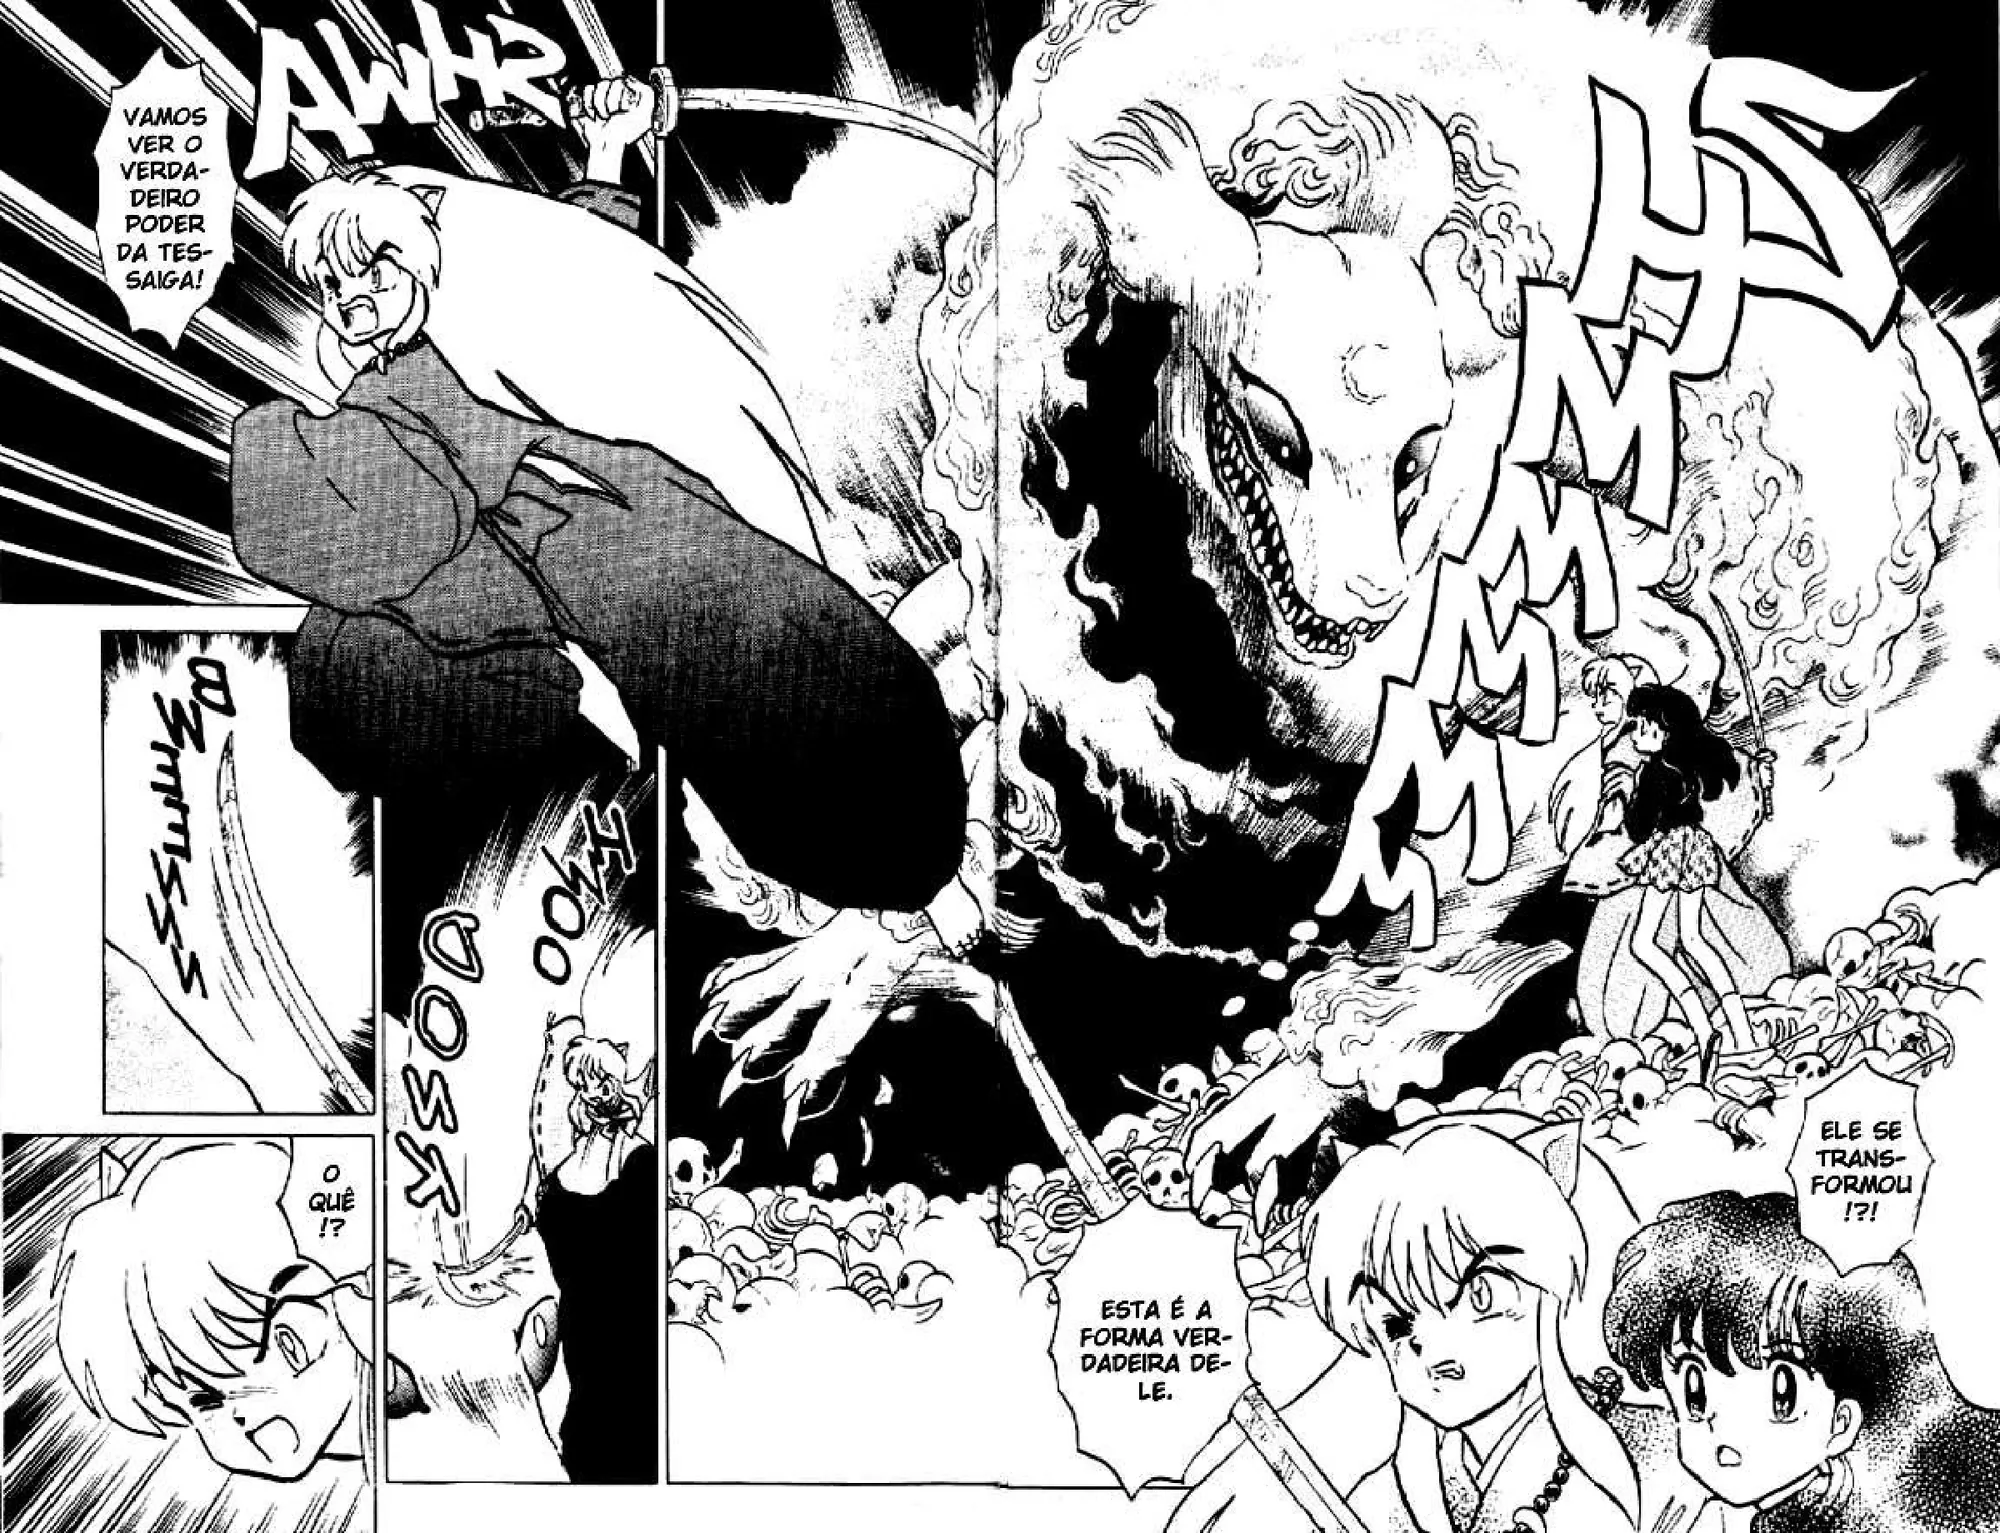 SHMMMMM
ELE SE
TRANS-
FORMOU
!?!
ESTA É A
FORMA VER-
DADEIRA DE-
LE.
AWHR
VAMOS
VER O
VERDA-
DEIRO
PODER
DA TES-
SAIGA!
O
QUÊ
!?